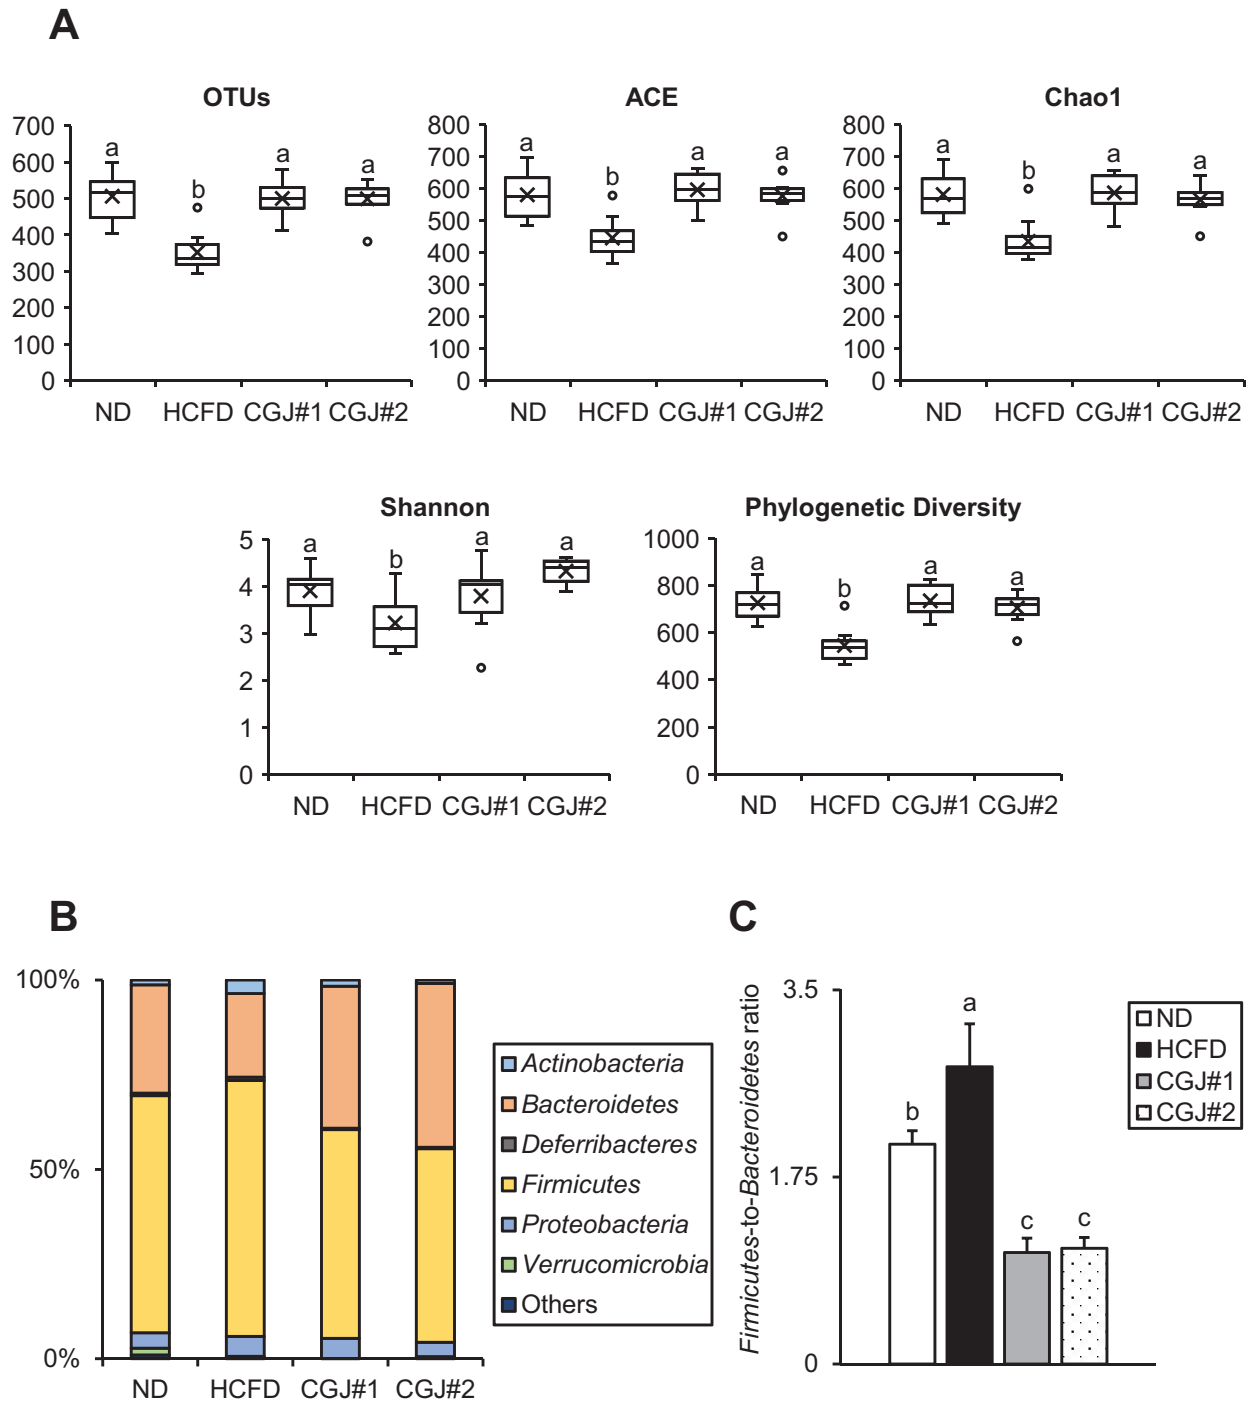 A
OTUs
700
600
500
400
300
200
100
0
a
b
a
a
ND HCFD CGJ#1 CGJ#2
ACE
800
700
600
500
400
300
200
100
0
a
b
a
a
ND HCFD CGJ#1 CGJ#2
Chao1
800
700
600
500
400
300
200
100
0
a
b
a
a
ND HCFD CGJ#1 CGJ#2
Shannon
5
4
3
2
1
0
a
b
a
a
ND HCFD CGJ#1 CGJ#2
Phylogenetic Diversity
1000
800
600
400
200
0
a
b
a
a
ND HCFD CGJ#1 CGJ#2
B
100%
50%
0%
ND HCFD CGJ#1 CGJ#2
Actinobacteria
Bacteroidetes
Deferribacteres
Firmicutes
Proteobacteria
Verrucomicrobia
Others
C
Firmicutes-to-Bacteroidetes ratio
3.5
1.75
0
b
a
c
c
ND
HCFD
CGJ#1
CGJ#2